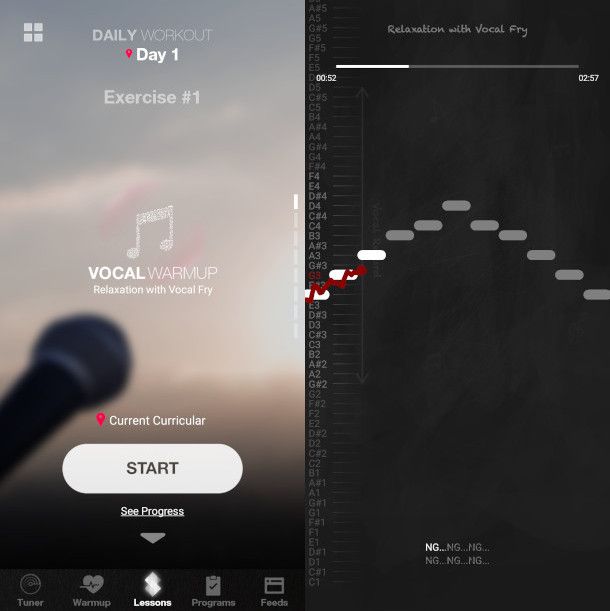 DAILY WORKOUT
Day 1
Exercise #1
VOCAL WARMUP
Relaxation with Vocal Fry
Current Curricular
START
See Progress
Tuner
Warmup
Lessons
Programs
Feeds
Relaxation with Vocal Fry
00:52
02:57
A#5
A5
G#5
G5
F#5
F5
E5
D5
C#5
C5
B4
A#4
A4
G#4
G4
F#4
F4
E4
D#4
D4
C#4
C4
B3
A#3
A3
G#3
G3
F#3
E3
D#3
D3
C#3
C3
B2
A#2
A2
G#2
G2
F#2
F2
E2
D#2
D2
C#2
C2
B1
A#1
A1
G#1
G1
F#1
F1
E1
D#1
D1
C#1
C1
NG...NG...NG...
NG...NG...NG...